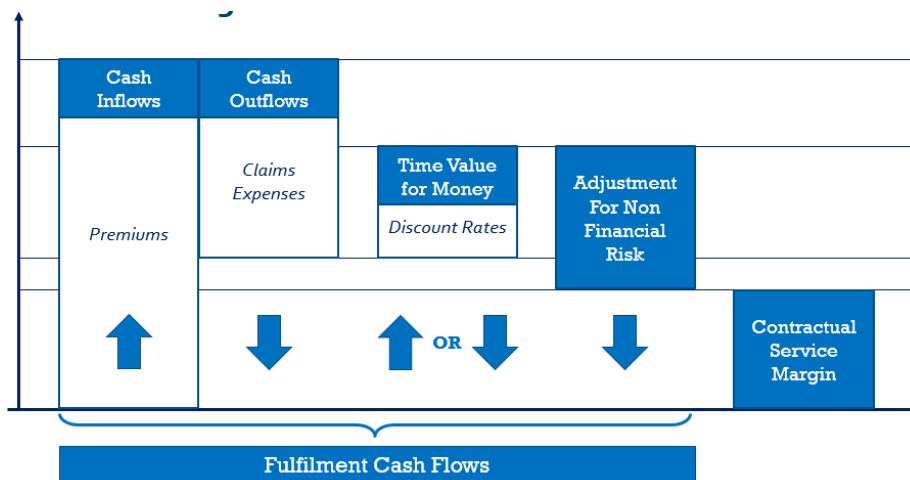 Cash
Inflows
Cash
Outflows
Premiums
Claims
Expenses
Time Value
for Money
Discount Rates
Adjustment
For Non
Financial
Risk
OR
Contractual
Service
Margin
Fulfilment Cash Flows